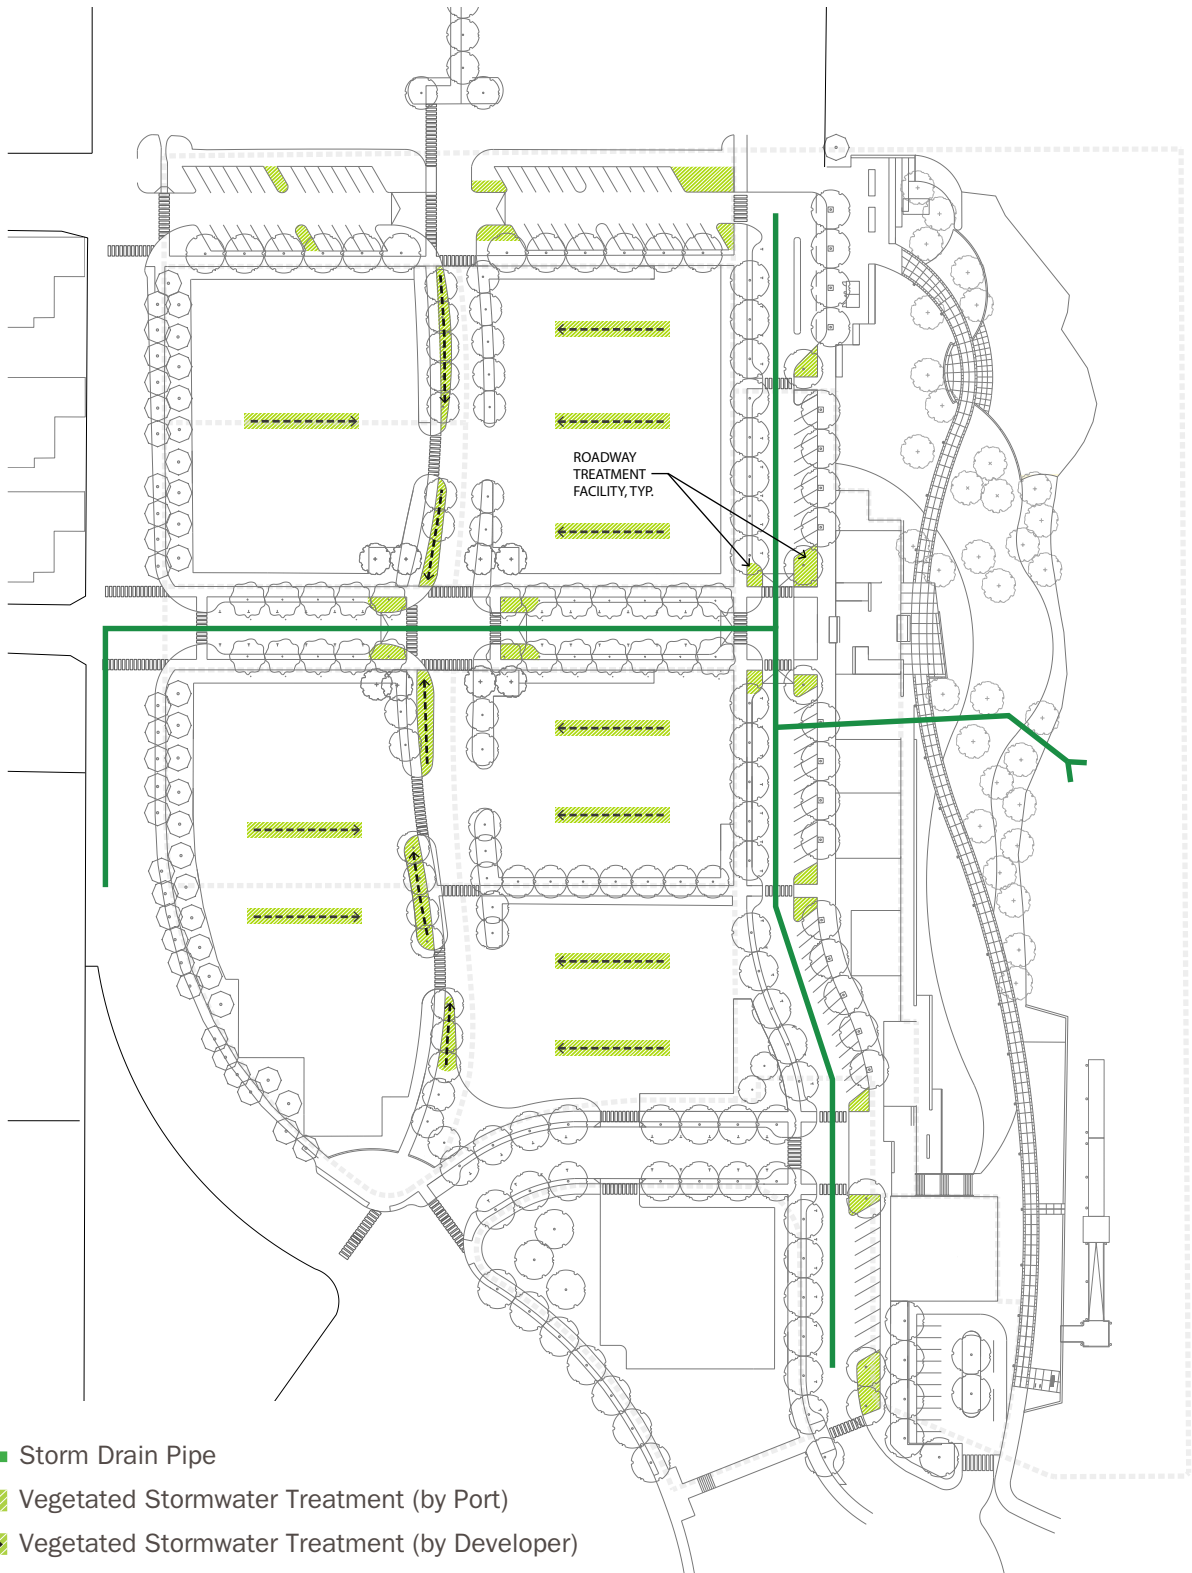 ROADWAY
TREATMENT
FACILITY, TYP.
Storm Drain Pipe
Vegetated Stormwater Treatment (by Port)
Vegetated Stormwater Treatment (by Developer)